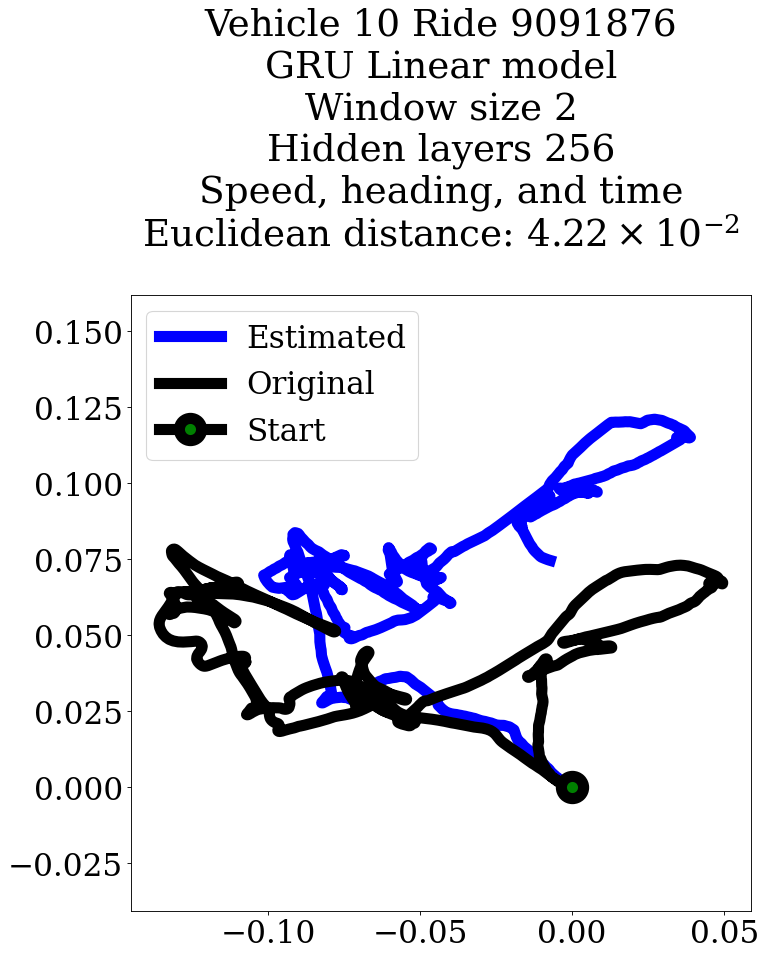 Vehicle 10 Ride 9091876
GRU Linear model
Window size 2
Hidden layers 256
Speed, heading, and time
Euclidean distance: 4.22 × 10⁻²
Estimated
Original
Start
0.150
0.125
0.100
0.075
0.050
0.025
0.000
−0.025
−0.10 −0.05 0.00 0.05